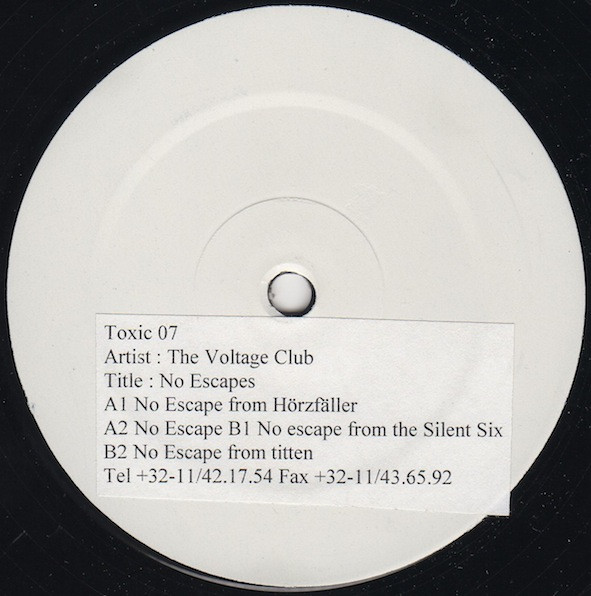 Toxic 07
Artist : The Voltage Club
Title : No Escapes
A1 No Escape from Hörzfäller
A2 No Escape B1 No escape from the Silent Six
B2 No Escape from titten
Tel +32-11/42.17.54 Fax +32-11/43.65.92